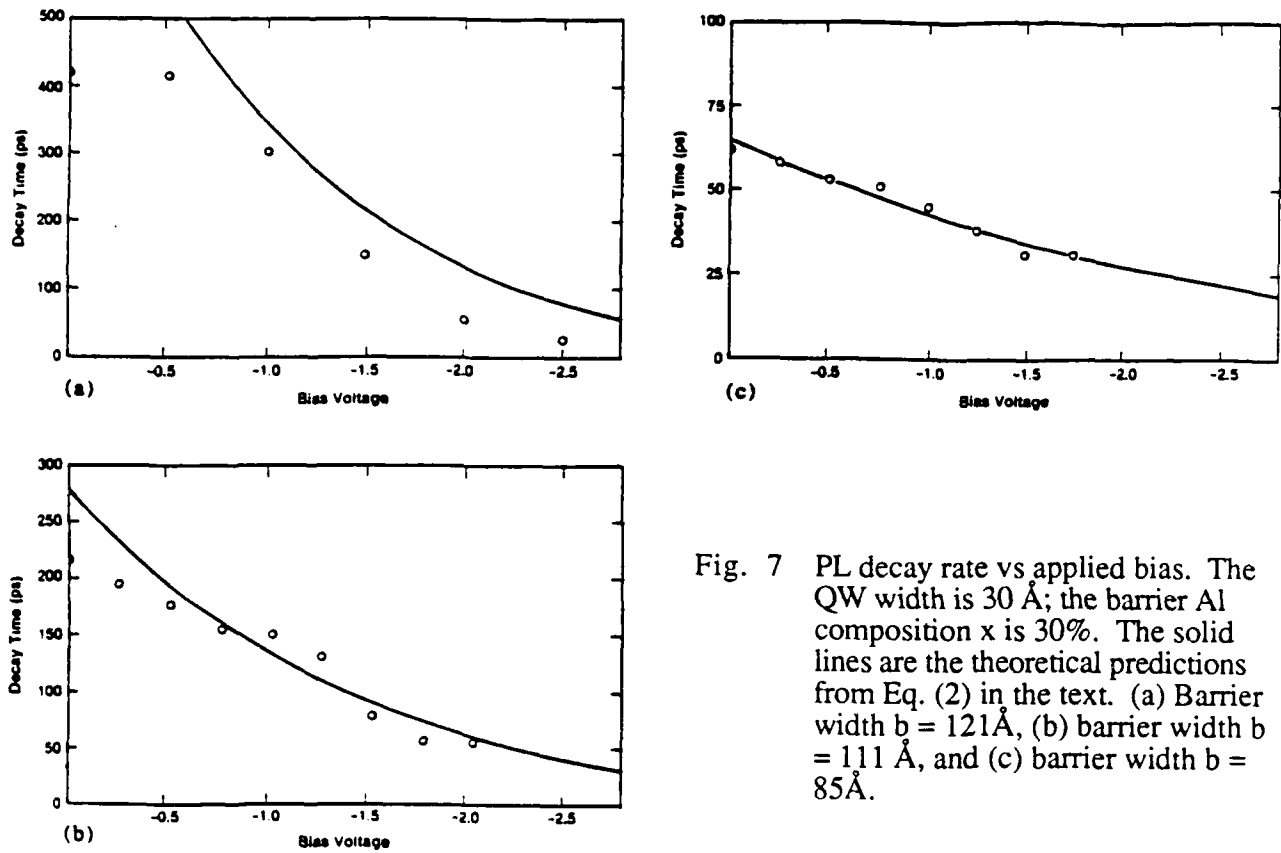 500
400
300
200
100
0
Decay Time (ps)
-0.5 -1.0 -1.5 -2.0 -2.5
(a)
Bias Voltage
100
75
50
25
0
Decay Time (ps)
-0.5 -1.0 -1.5 -2.0 -2.5
(c)
Bias Voltage
300
250
200
150
100
50
0
Decay Time (ps)
-0.5 -1.0 -1.5 -2.0 -2.5
(b)
Bias Voltage
Fig. 7 PL decay rate vs applied bias. The
QW width is 30 Å; the barrier Al
composition x is 30%. The solid
lines are the theoretical predictions
from Eq. (2) in the text. (a) Barrier
width b = 121Å, (b) barrier width b
= 111 Å, and (c) barrier width b =
85Å.